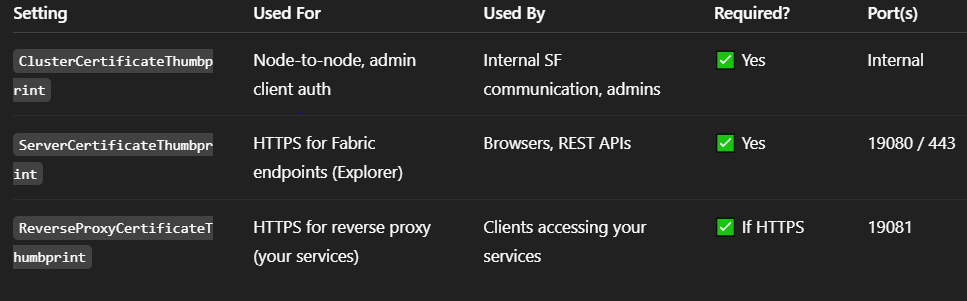 Setting Used For Used By Required? Port(s)
ClusterCertificateThumbp Node-to-node, admin Internal SF ✅ Yes Internal
rint client auth communication, admins
ServerCertificateThumbpr HTTPS for Fabric Browsers, REST APIs ✅ Yes 19080 / 443
int endpoints (Explorer)
ReverseProxyCertificateT HTTPS for reverse proxy Clients accessing your ✅ If HTTPS 19081
humbprint (your services) services